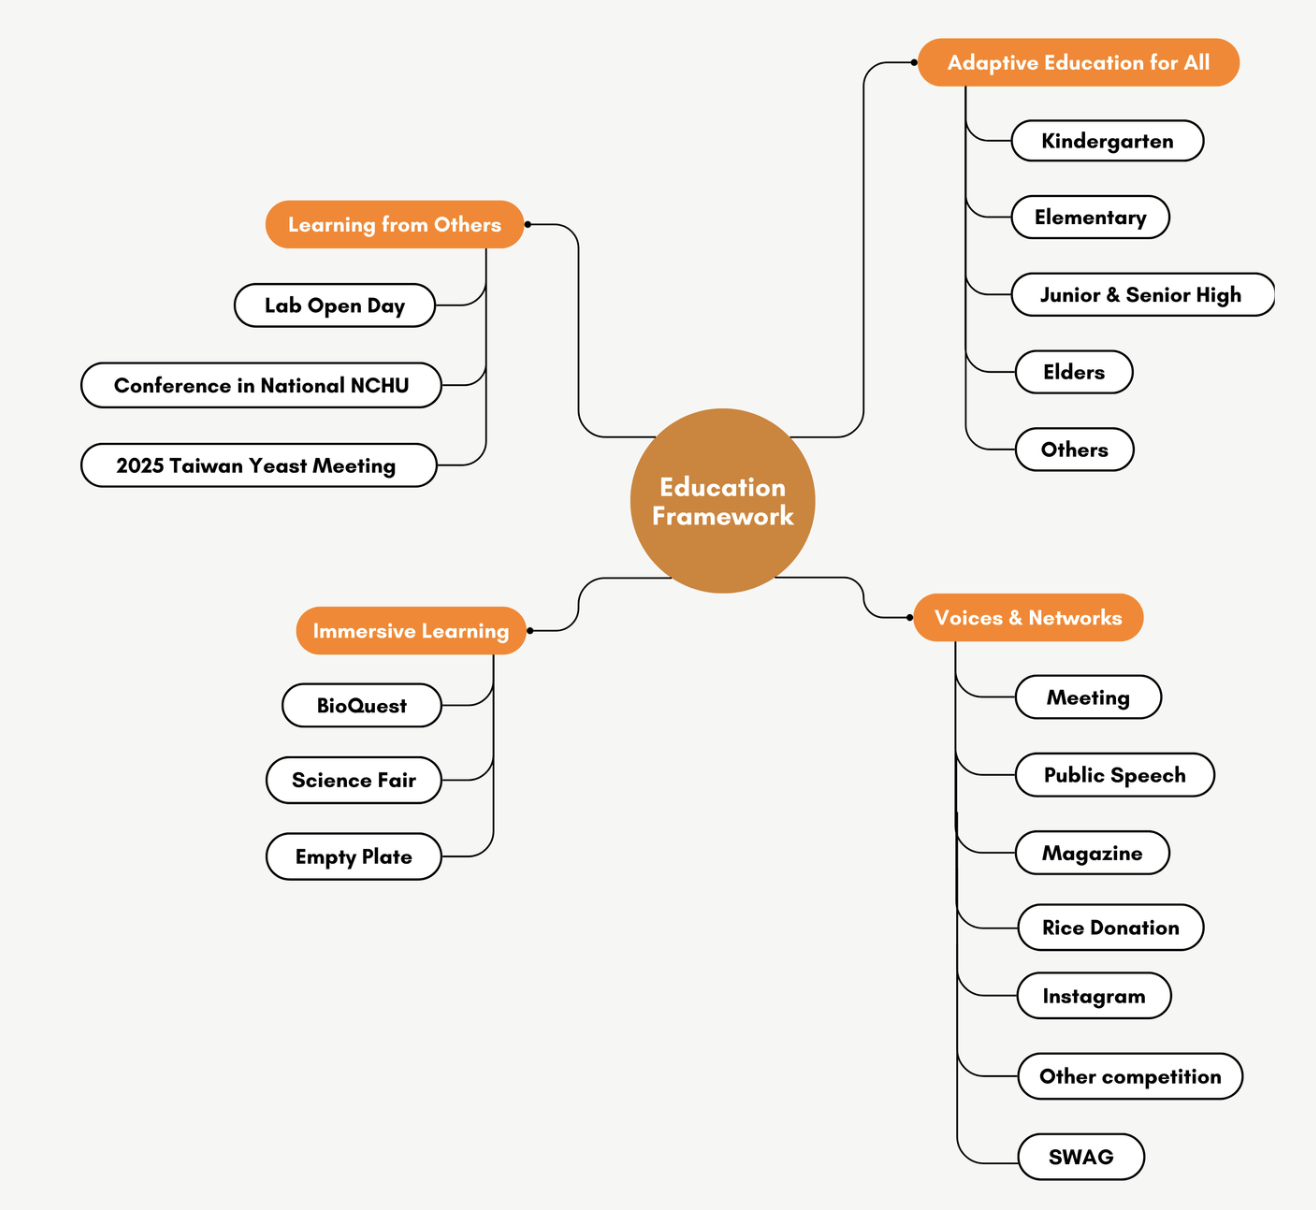 Education
Framework
Learning from Others
Lab Open Day
Conference in National NCHU
2025 Taiwan Yeast Meeting
Immersive Learning
BioQuest
Science Fair
Empty Plate
Adaptive Education for All
Kindergarten
Elementary
Junior & Senior High
Elders
Others
Voices & Networks
Meeting
Public Speech
Magazine
Rice Donation
Instagram
Other competition
SWAG